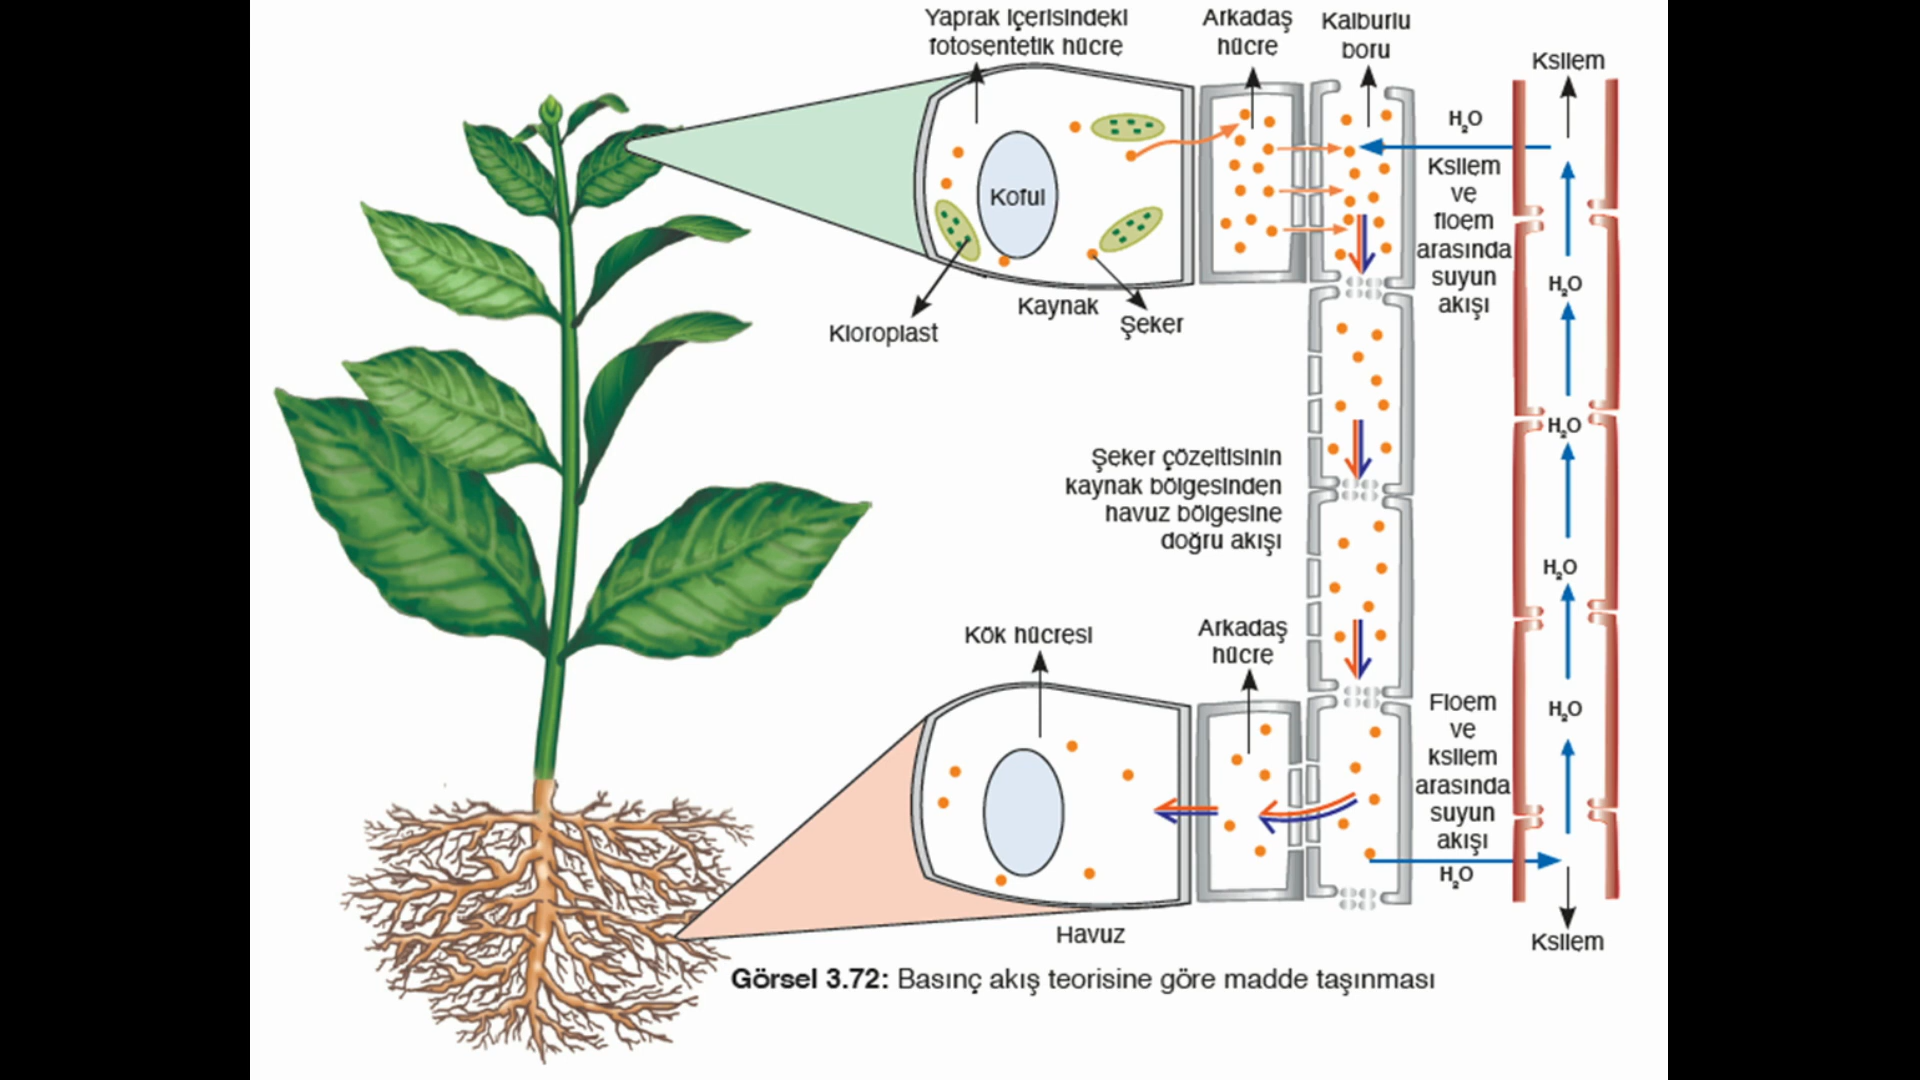 Yaprak içerisindeki
fotosentetik hücre
Arkadaş
hücre
Kalburlu
boru
Ksilem
H₂O
Ksilem
ve
floem
arasında
suyun
akışı
Koful
Kloroplast
Kaynak
Şeker
H₂O
H₂O
Şeker çözeltisinin
kaynak bölgesinden
havuz bölgesine
doğru akışı
H₂O
Kök hücresi
Arkadaş
hücre
Floem
ve
ksilem
arasında
suyun
akışı
H₂O
H₂O
Havuz
Ksilem
Görsel 3.72: Basınç akış teorisine göre madde taşınması